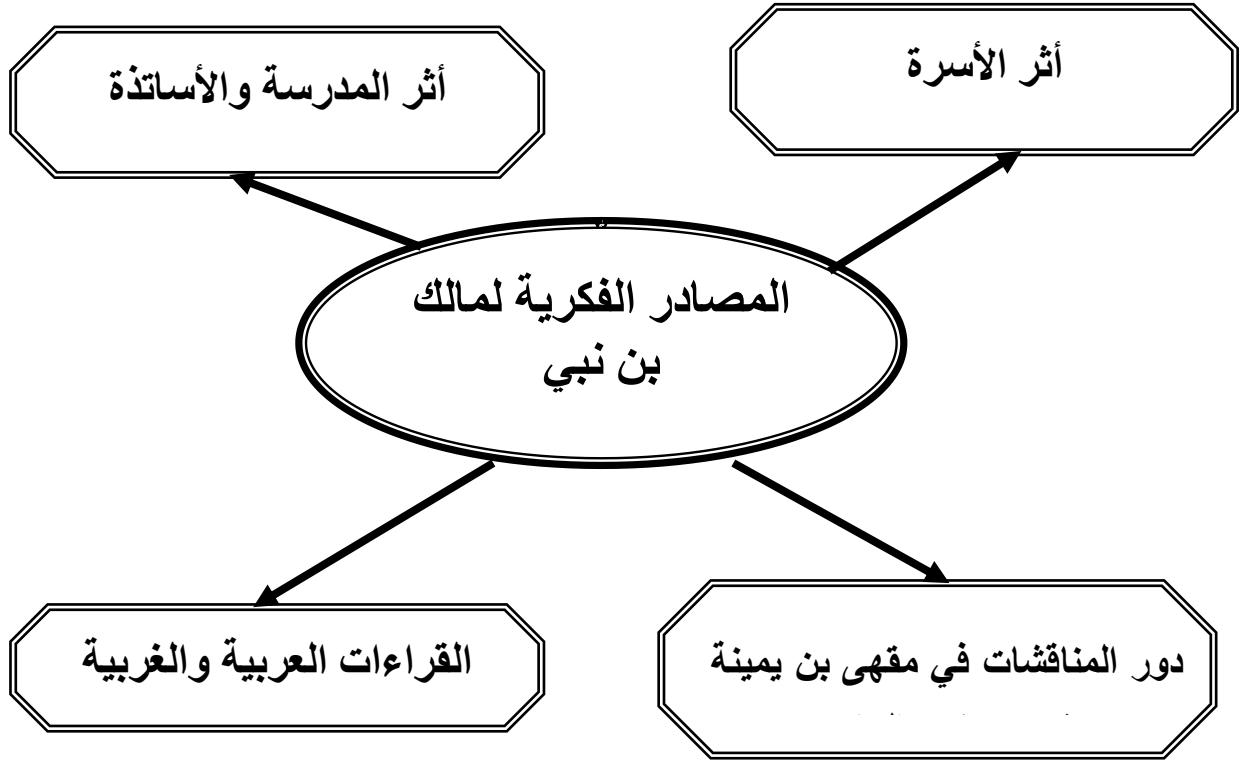 أثر الأسرة
أثر المدرسة والأساتذة
المصادر الفكرية لمالك
بن نبي
دور المناقشات في مقهى بن يمينة
القراءات العربية والغربية